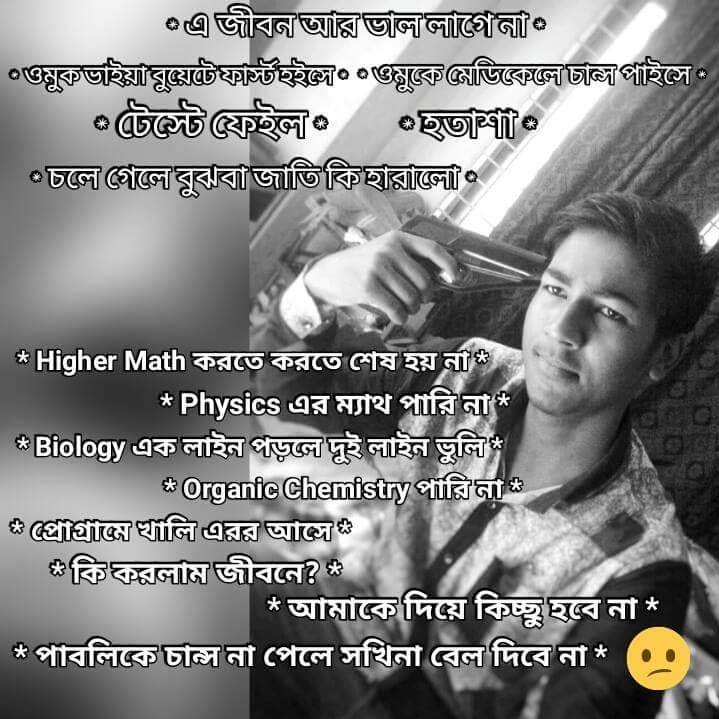 * এ জীবন আর ভাল লাগে না *
* ওমুক ভাইয়া বুয়েটে ফার্স্ট হইসে * * ওমুকে মেডিকেলে চান্স পাইসে *
* টেস্টে ফেইল * * হতাশা *
* চলে গেলে বুঝবা জাতি কি হারালো *
* Higher Math করতে করতে শেষ হয় না *
* Physics এর ম্যাথ পারি না *
* Biology এক লাইন পড়লে দুই লাইন ভুলি *
* Organic Chemistry পারি না *
* প্রোগ্রামে খালি এরর আসে *
* কি করলাম জীবনে? *
* আমাকে দিয়ে কিচ্ছু হবে না *
* পাবলিকে চান্স না পেলে সখিনা বেল দিবে না *